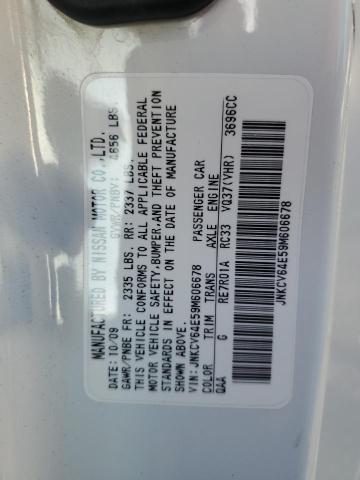 MANUFACTURED BY NISSAN MOTOR CO.,LTD.
DATE: 10/09 GVWR/PNBV: 4656 LBS
GAWR/PNBE FR: 2335 LBS. RR: 2337 LBS.
THIS VEHICLE CONFORMS TO ALL APPLICABLE FEDERAL
MOTOR VEHICLE SAFETY,BUMPER,AND THEFT PREVENTION
STANDARDS IN EFFECT ON THE DATE OF MANUFACTURE
SHOWN ABOVE.
VIN:JNKCV64E59M606678 PASSENGER CAR
COLOR TRIM TRANS AXLE ENGINE
QAA G RE7R01A RC33 VQ37(VHR) 3696CC
JNKCV64E59M606678